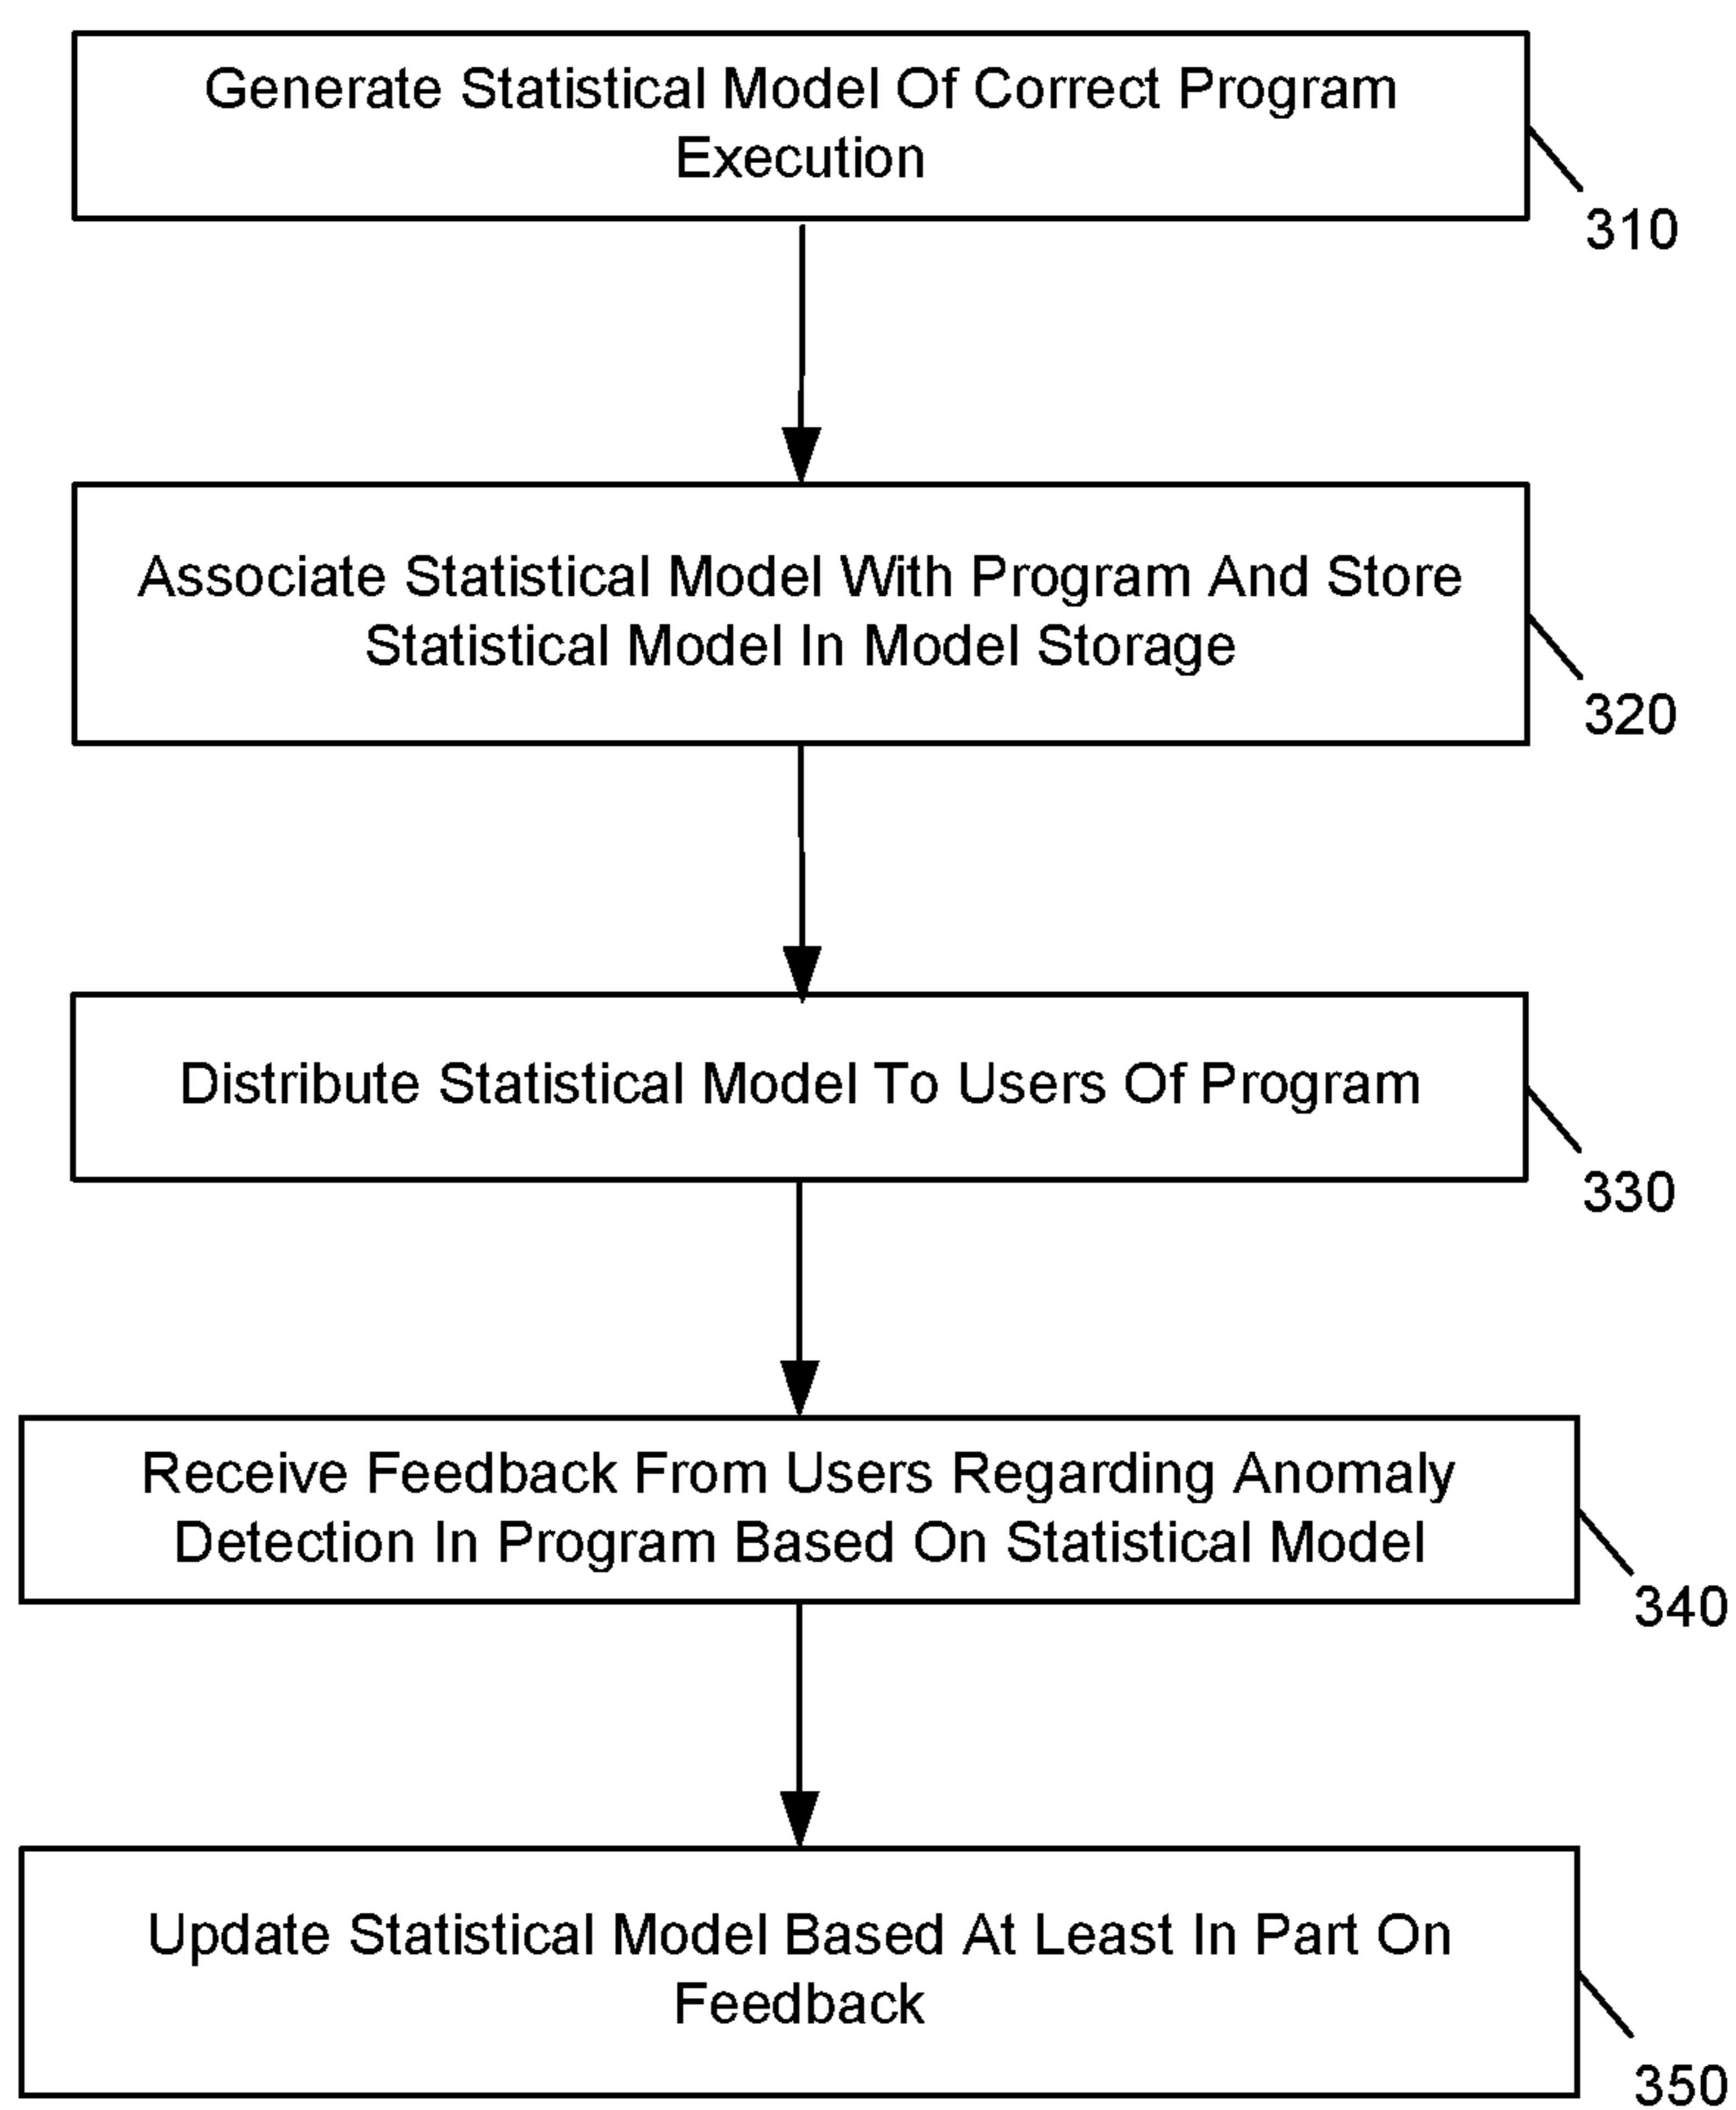 Generate Statistical Model Of Correct Program
Execution
310
Associate Statistical Model With Program And Store
Statistical Model In Model Storage
320
Distribute Statistical Model To Users Of Program
330
Receive Feedback From Users Regarding Anomaly
Detection In Program Based On Statistical Model
340
Update Statistical Model Based At Least In Part On
Feedback
350